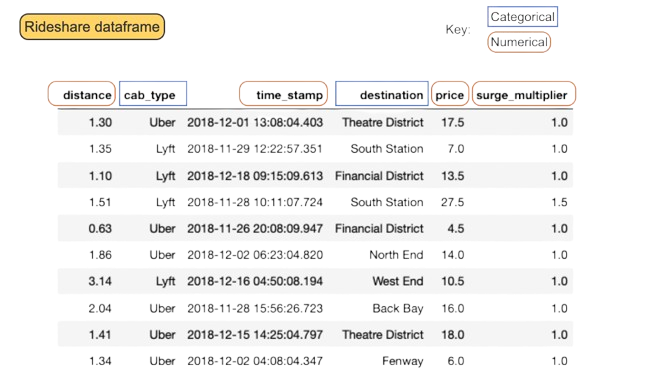 Rideshare dataframe
Key:
Categorical
Numerical
distance cab_type time_stamp destination price surge_multiplier
1.30 Uber 2018-12-01 13:08:04.403 Theatre District 17.5 1.0
1.35 Lyft 2018-11-29 12:22:57.351 South Station 7.0 1.0
1.10 Lyft 2018-12-18 09:15:09.613 Financial District 13.5 1.0
1.51 Lyft 2018-11-28 10:11:07.724 South Station 27.5 1.5
0.63 Uber 2018-11-26 20:08:09.947 Financial District 4.5 1.0
1.86 Uber 2018-12-02 06:23:04.820 North End 14.0 1.0
3.14 Lyft 2018-12-16 04:50:08.194 West End 10.5 1.0
2.04 Uber 2018-11-28 15:56:26.723 Back Bay 16.0 1.0
1.41 Uber 2018-12-15 14:25:04.797 Theatre District 18.0 1.0
1.34 Uber 2018-12-02 04:08:04.347 Fenway 6.0 1.0